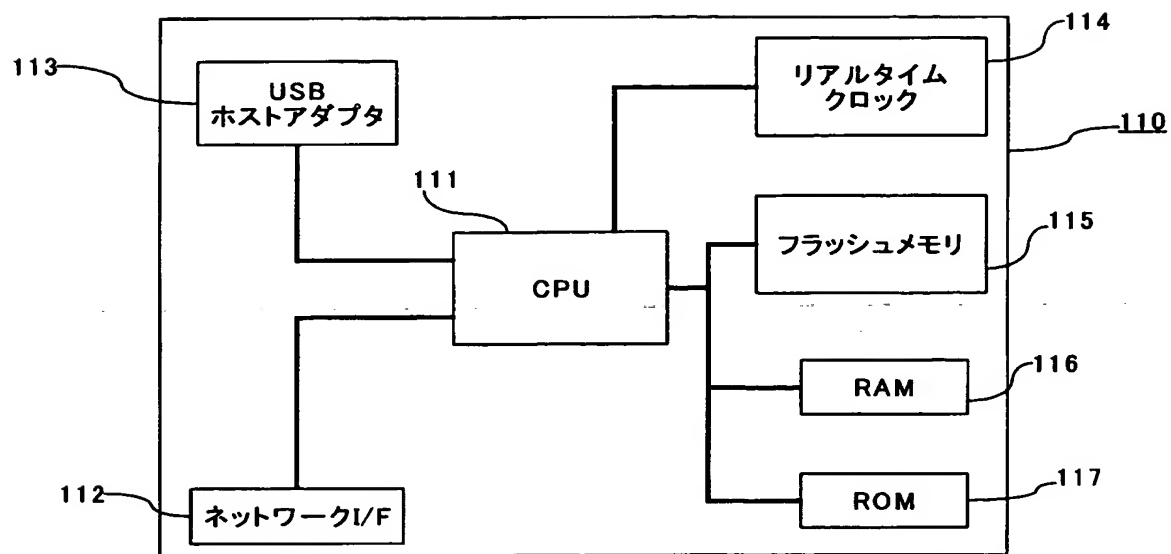 114
113
USB
ホストアダプタ
リアルタイム
クロック
110
111
115
フラッシュメモリ
CPU
116
RAM
112
ネットワークI/F
117
ROM